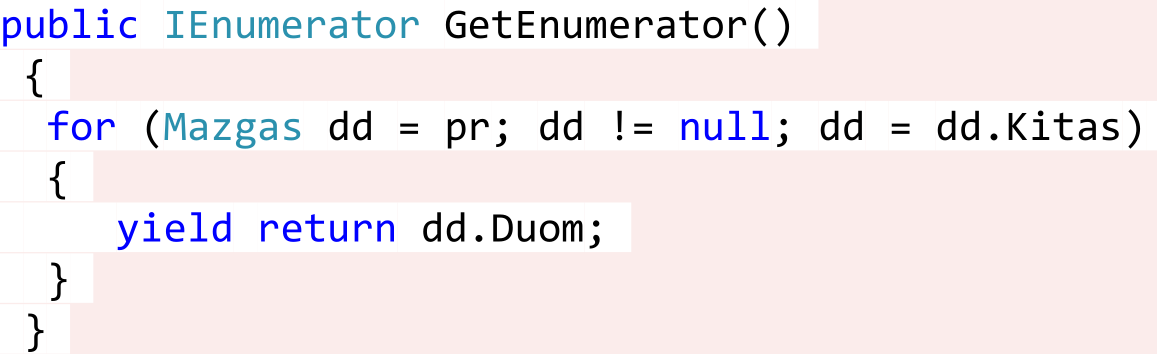 public IEnumerator GetEnumerator()
{
for (Mazgas dd = pr; dd != null; dd = dd.Kitas)
{
yield return dd.Duom;
}
}